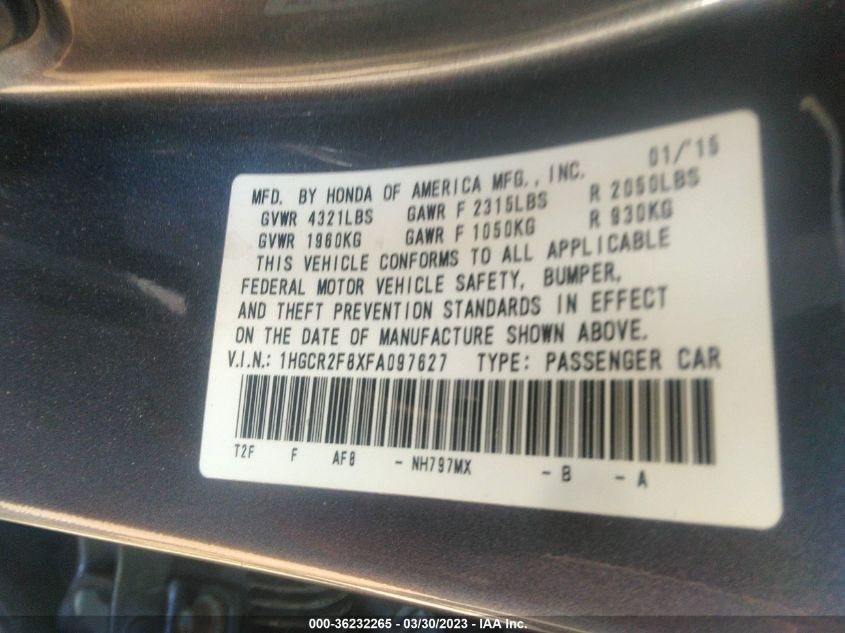 01/'15
MFD. BY HONDA OF AMERICA MFG., INC.
GVWR 4321LBS GAWR F 2315LBS R 2050LBS
GVWR 1960KG GAWR F 1050KG R 930KG
THIS VEHICLE CONFORMS TO ALL APPLICABLE
FEDERAL MOTOR VEHICLE SAFETY, BUMPER,
AND THEFT PREVENTION STANDARDS IN EFFECT
ON THE DATE OF MANUFACTURE SHOWN ABOVE.
V.I.N.: 1HGCR2F8XFA097627 TYPE: PASSENGER CAR
T2F F AF8 - NH797MX - B - A
000-36232265 - 03/30/2023 - IAA Inc.